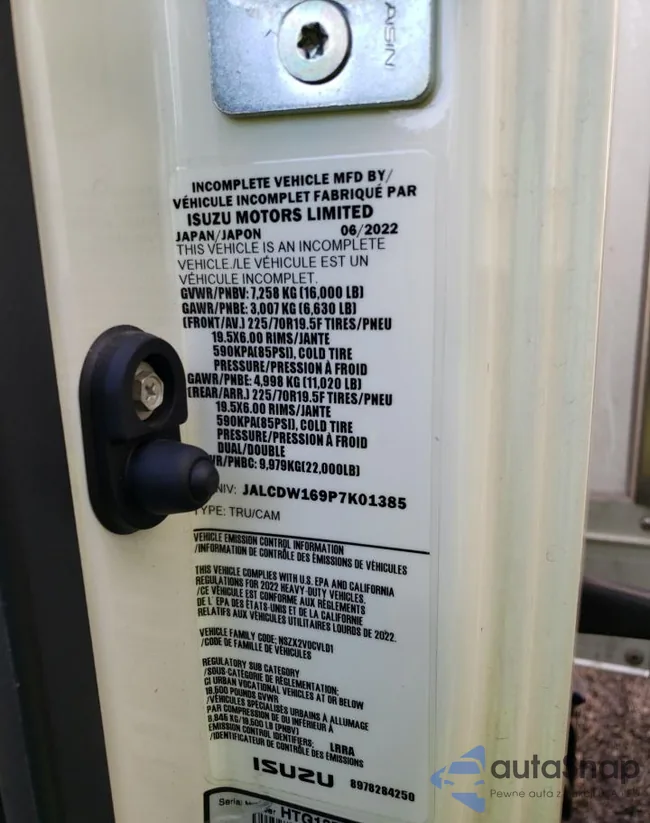 AISIN
INCOMPLETE VEHICLE MFD BY/
VÉHICULE INCOMPLET FABRIQUÉ PAR
ISUZU MOTORS LIMITED
JAPAN/JAPON 06/2022
THIS VEHICLE IS AN INCOMPLETE
VEHICLE./LE VÉHICULE EST UN
VÉHICULE INCOMPLET.
GVWR/PNBV: 7,258 KG (16,000 LB)
GAWR/PNBE: 3,007 KG (6,630 LB)
(FRONT/AV.) 225/70R19.5F TIRES/PNEU
19.5X6.00 RIMS/JANTE
590KPA(85PSI), COLD TIRE
PRESSURE/PRESSION À FROID
GAWR/PNBE: 4,998 KG (11,020 LB)
(REAR/ARR.) 225/70R19.5F TIRES/PNEU
19.5X6.00 RIMS/JANTE
590KPA(85PSI), COLD TIRE
PRESSURE/PRESSION À FROID
DUAL/DOUBLE
WR/PNBC: 9,979KG(22,000LB)
NIV: JALCDW169P7K01385
TYPE: TRU/CAM
VEHICLE EMISSION CONTROL INFORMATION
/INFORMATION DE CONTRÔLE DES ÉMISSIONS DE VÉHICULES
THIS VEHICLE COMPLIES WITH U.S. EPA AND CALIFORNIA
REGULATIONS FOR 2022 HEAVY-DUTY VEHICLES.
/CE VÉHICULE EST CONFORME AUX RÈGLEMENTS
DE L' EPA DES ÉTATS-UNIS ET DE LA CALIFORNIE
RELATIFS AUX VÉHICULES UTILITAIRES LOURDS DE 2022.
VEHICLE FAMILY CODE: NSZX2VOCVLD1
/CODE DE FAMILLE DE VÉHICULES
REGULATORY SUB CATEGORY
/SOUS-CATÉGORIE DE RÉGLEMENTATION:
CI URBAN VOCATIONAL VEHICLES AT OR BELOW
19,500 POUNDS GVWR
/VÉHICULES SPÉCIALISÉS URBAINS À ALLUMAGE
PAR COMPRESSION DE OU INFÉRIEUR À
8,845 KG/19,500 LB (PNBV)
EMISSION CONTROL IDENTIFIERS: LRRA
/IDENTIFICATEUR DE CONTRÔLE DES ÉMISSIONS
ISUZU 8978284250
Serial
autaSnap
Pewne auta z